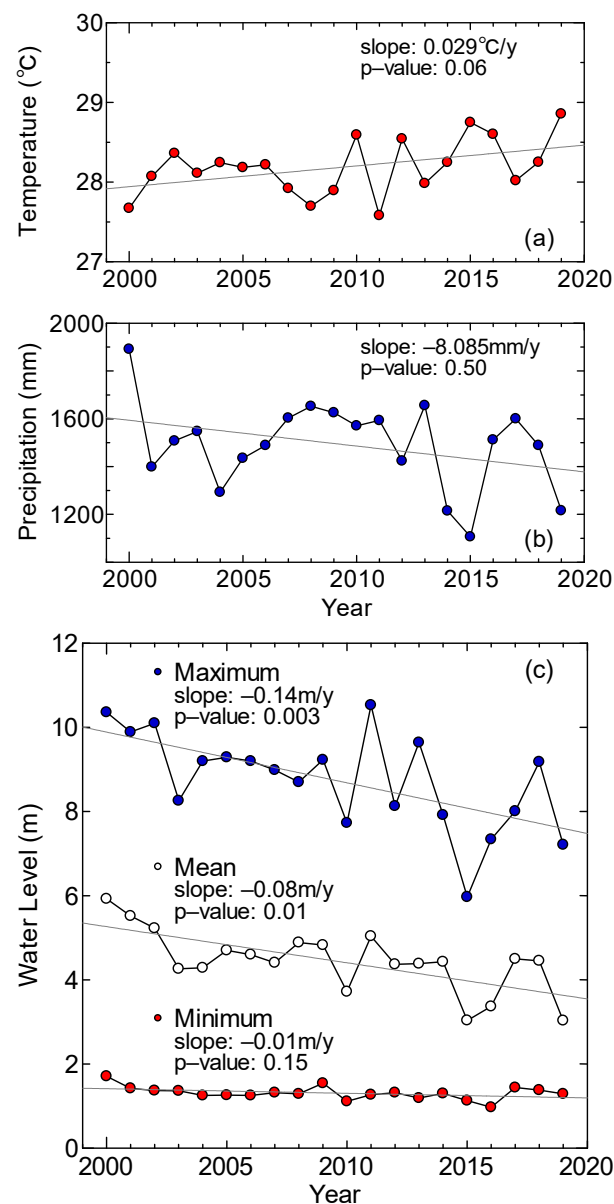 30
slope: 0.029°C/y
p–value: 0.06
29
Temperature (°C)
28
27
(a)
2000 2005 2010 2015 2020
2000
slope: –8.085mm/y
p–value: 0.50
1600
Precipitation (mm)
1200
(b)
2000 2005 2010 2015 2020
Year
12
Maximum
(c)
slope: –0.14m/y
p–value: 0.003
10
8
Water Level (m)
Mean
slope: –0.08m/y
6
p–value: 0.01
4
Minimum
slope: –0.01m/y
2
p–value: 0.15
0
2000 2005 2010 2015 2020
Year